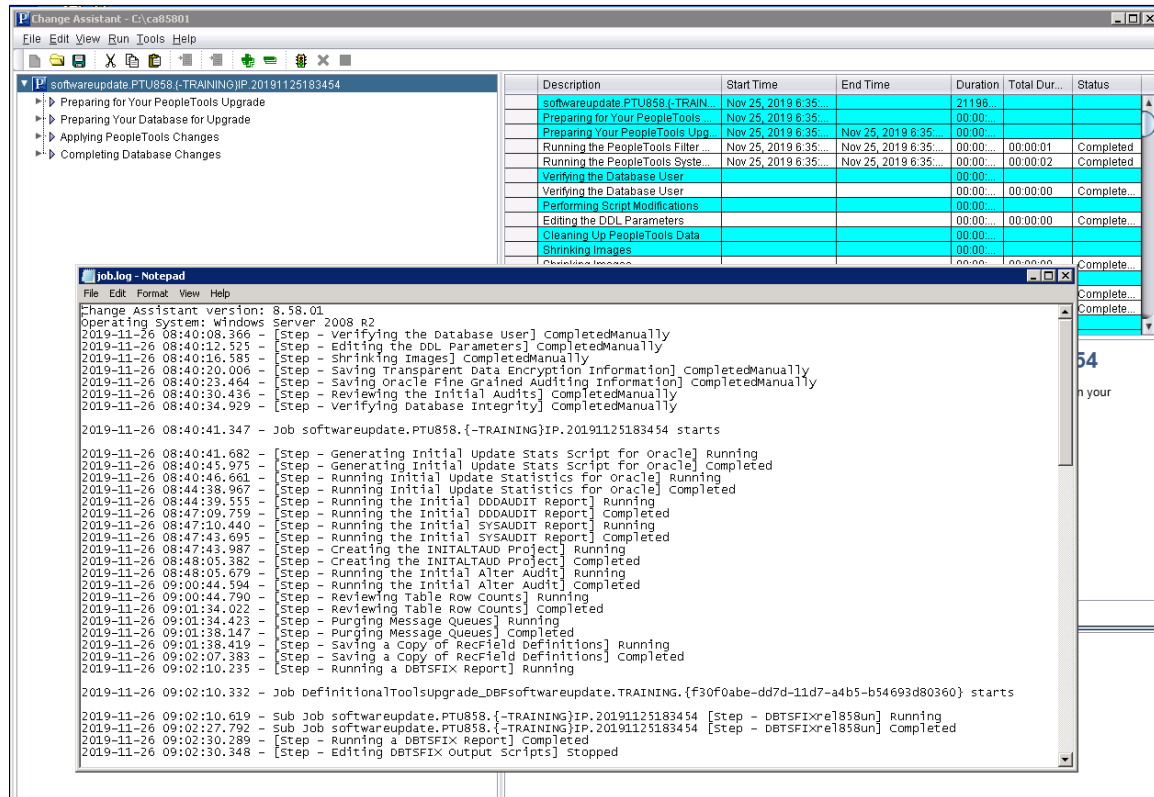 Change Assistant - C:\ca85801
File Edit View Run Tools Help
softwareupdate.PTU858.{-TRAINING}IP.20191125183454
Preparing for Your PeopleTools Upgrade
Preparing Your Database for Upgrade
Applying PeopleTools Changes
Completing Database Changes
Description Start Time End Time Duration Total Dur... Status
softwareupdate.PTU858.{-TRAIN... Nov 25, 2019 6:35:... 21196...
Preparing for Your PeopleTools ... Nov 25, 2019 6:35:... 00:00:...
Preparing Your PeopleTools Upg... Nov 25, 2019 6:35:... Nov 25, 2019 6:35:... 00:00:...
Running the PeopleTools Filter ... Nov 25, 2019 6:35:... Nov 25, 2019 6:35:... 00:00:... 00:00:01 Completed
Running the PeopleTools Syste... Nov 25, 2019 6:35:... Nov 25, 2019 6:35:... 00:00:... 00:00:02 Completed
Verifying the Database User 00:00:...
Verifying the Database User 00:00:... 00:00:00 Complete...
Performing Script Modifications 00:00:...
Editing the DDL Parameters 00:00:... 00:00:00 Complete...
Cleaning Up PeopleTools Data 00:00:...
Shrinking Images 00:00:...
Complete...
Complete...
Complete...
54
n your
job.log - Notepad
File Edit Format View Help
Change Assistant version: 8.58.01
Operating System: Windows Server 2008 R2
2019-11-26 08:40:08.366 - [Step - Verifying the Database User] CompletedManually
2019-11-26 08:40:12.525 - [Step - Editing the DDL Parameters] CompletedManually
2019-11-26 08:40:16.585 - [Step - Shrinking Images] CompletedManually
2019-11-26 08:40:20.006 - [Step - Saving Transparent Data Encryption Information] CompletedManually
2019-11-26 08:40:23.464 - [Step - Saving Oracle Fine Grained Auditing Information] CompletedManually
2019-11-26 08:40:30.436 - [Step - Reviewing the Initial Audits] CompletedManually
2019-11-26 08:40:34.929 - [Step - Verifying Database Integrity] CompletedManually
2019-11-26 08:40:41.347 - Job softwareupdate.PTU858.{-TRAINING}IP.20191125183454 starts
2019-11-26 08:40:41.682 - [Step - Generating Initial Update Stats Script for Oracle] Running
2019-11-26 08:40:45.975 - [Step - Generating Initial Update Stats Script for Oracle] Completed
2019-11-26 08:40:46.661 - [Step - Running Initial Update Statistics for Oracle] Running
2019-11-26 08:44:38.967 - [Step - Running Initial Update Statistics for Oracle] Completed
2019-11-26 08:44:39.555 - [Step - Running the Initial DDDAUDIT Report] Running
2019-11-26 08:47:09.759 - [Step - Running the Initial DDDAUDIT Report] Completed
2019-11-26 08:47:10.440 - [Step - Running the Initial SYSAUDIT Report] Running
2019-11-26 08:47:43.695 - [Step - Running the Initial SYSAUDIT Report] Completed
2019-11-26 08:47:43.987 - [Step - Creating the INITALTAUD Project] Running
2019-11-26 08:48:05.382 - [Step - Creating the INITALTAUD Project] Completed
2019-11-26 08:48:05.679 - [Step - Running the Initial Alter Audit] Running
2019-11-26 09:00:44.594 - [Step - Running the Initial Alter Audit] Completed
2019-11-26 09:00:44.790 - [Step - Reviewing Table Row Counts] Running
2019-11-26 09:01:34.022 - [Step - Reviewing Table Row Counts] Completed
2019-11-26 09:01:34.423 - [Step - Purging Message Queues] Running
2019-11-26 09:01:38.147 - [Step - Purging Message Queues] Completed
2019-11-26 09:01:38.419 - [Step - Saving a Copy of RecField Definitions] Running
2019-11-26 09:02:07.383 - [Step - Saving a Copy of RecField Definitions] Completed
2019-11-26 09:02:10.235 - [Step - Running a DBTSFIX Report] Running
2019-11-26 09:02:10.332 - Job DefinitionalToolsUpgrade_DBFsoftwareupdate.TRAINING.{f30f0abe-dd7d-11d7-a4b5-b54693d80360} starts
2019-11-26 09:02:10.619 - Sub Job softwareupdate.PTU858.{-TRAINING}IP.20191125183454 [Step - DBTSFIXrel858un] Running
2019-11-26 09:02:27.792 - Sub Job softwareupdate.PTU858.{-TRAINING}IP.20191125183454 [Step - DBTSFIXrel858un] Completed
2019-11-26 09:02:30.289 - [Step - Running a DBTSFIX Report] Completed
2019-11-26 09:02:30.348 - [Step - Editing DBTSFIX Output Scripts] Stopped